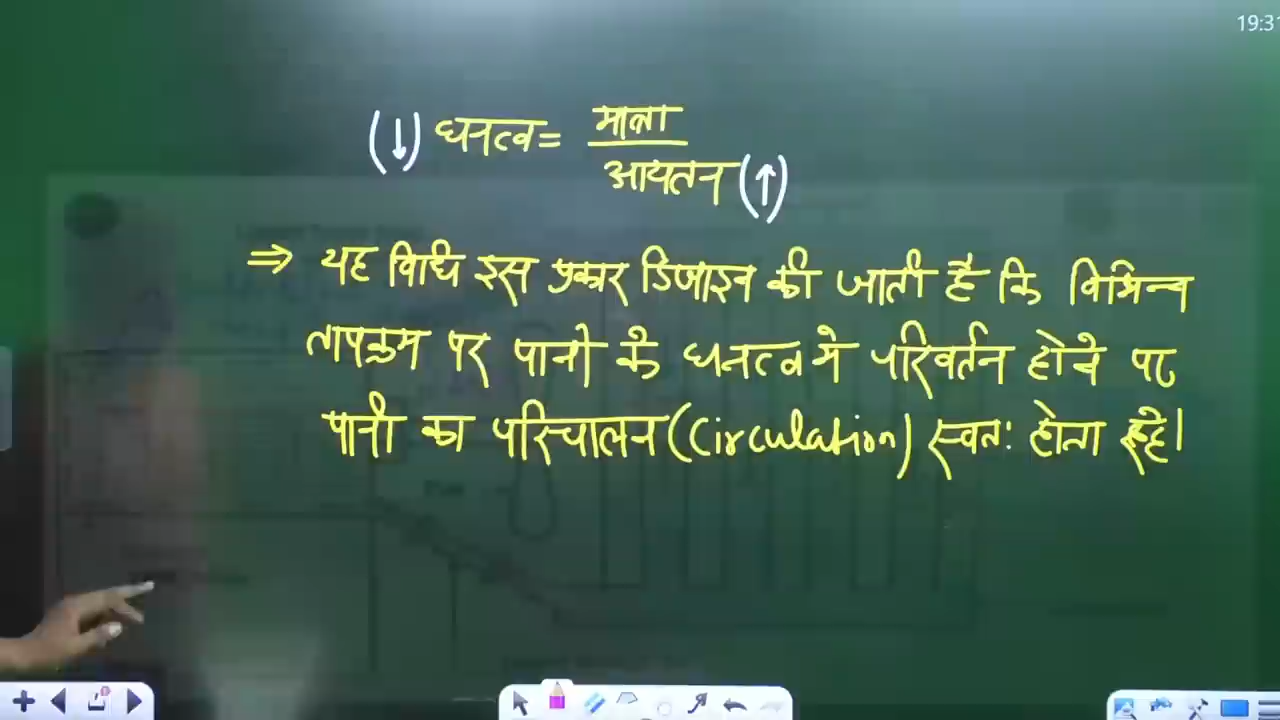 19:31
(↓) घनत्व = मात्रा / आयतन (↑)
⇒ यह विधि इस प्रकार डिजाइन की जाती है कि विभिन्न
तापक्रम पर पानी के घनत्व मे परिवर्तन होने पर
पानी का परिचालन (Circulation) स्वतः होता रहे।